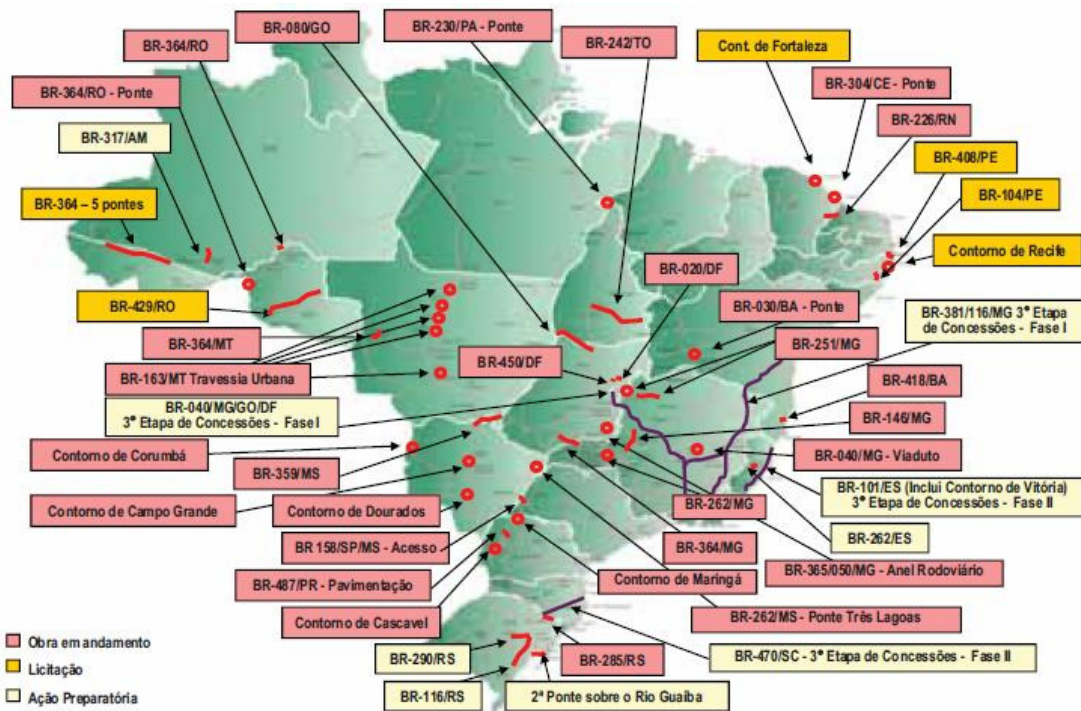 BR-080/GO
BR-230/PA - Ponte
BR-364/RO
BR-242/TO
Cont. de Fortaleza
BR-364/RO - Ponte
BR-304/CE - Ponte
BR-317/AM
BR-226/RN
BR-408/PE
BR-364 – 5 pontes
BR-104/PE
Contorno de Recife
BR-020/DF
BR-429/RO
BR-030/BA - Ponte
BR-381/116/MG 3ª Etapa
de Concessões - Fase I
BR-364/MT
BR-251/MG
BR-450/DF
BR-163/MT Travessia Urbana
BR-418/BA
BR-040/MG/GO/DF
3ª Etapa de Concessões - Fase I
BR-146/MG
Contorno de Corumbá
BR-040/MG - Viaduto
BR-359/MS
BR-101/ES (Inclui Contorno de Vitória)
3ª Etapa de Concessões - Fase II
Contorno de Campo Grande
Contorno de Dourados
BR-262/MG
BR-262/ES
BR 158/SP/MS - Acesso
BR-364/MG
BR-365/050/MG - Anel Rodoviário
BR-487/PR - Pavimentação
Contorno de Maringá
Contorno de Cascavel
BR-262/MS - Ponte Três Lagoas
Obra em andamento
Licitação
Ação Preparatória
BR-290/RS
BR-285/RS
BR-470/SC - 3ª Etapa de Concessões - Fase II
BR-116/RS
2ª Ponte sobre o Rio Guaíba